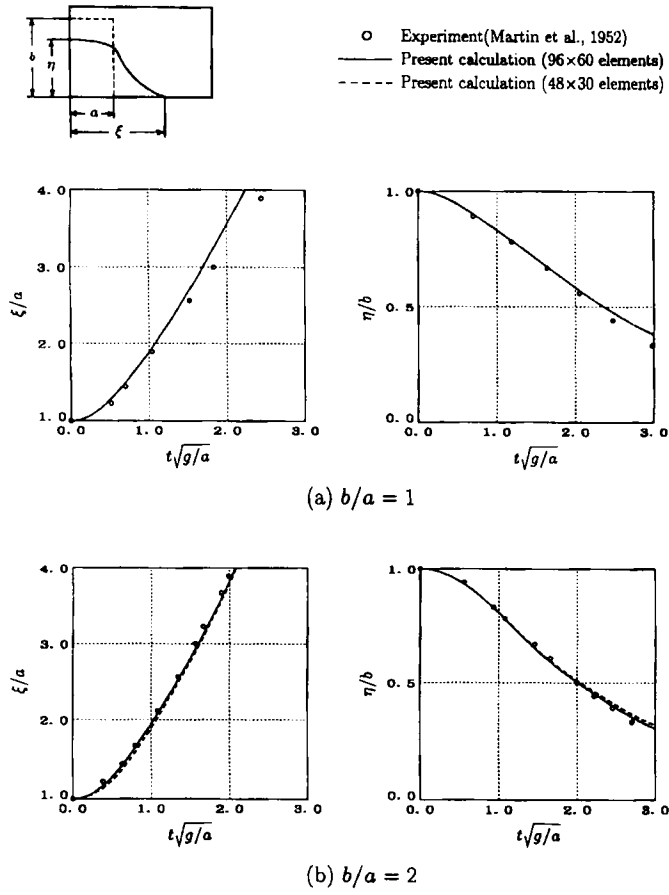 b
η
a
ξ
Experiment(Martin et al., 1952)
Present calculation (96×60 elements)
Present calculation (48×30 elements)
4.0
3.0
2.0
1.0
ξ/a
0.0 1.0 2.0 3.0
t√g/a
1.0
0.5
0.0
η/b
0.0 1.0 2.0 3.0
t√g/a
(a) b/a = 1
4.0
3.0
2.0
1.0
ξ/a
0.0 1.0 2.0 3.0
t√g/a
1.0
0.5
0.0
η/b
0.0 1.0 2.0 3.0
t√g/a
(b) b/a = 2